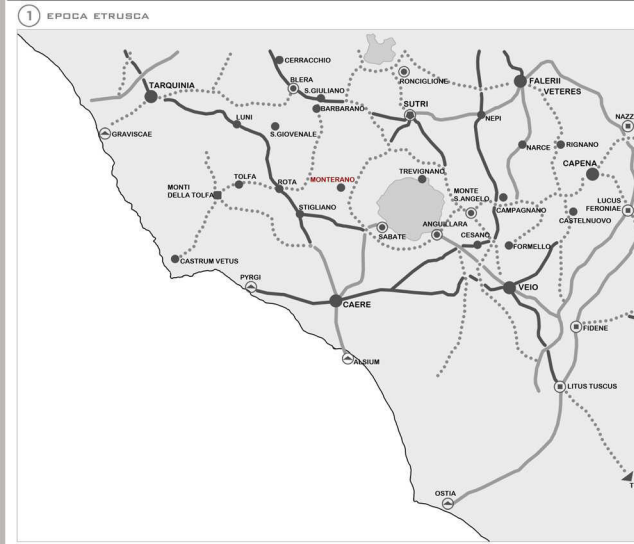 1 EPOCA ETRUSCA
CERRACCHIO
RONCIGLIONE
BLERA
FALERII
VETERES
TARQUINIA
S.GIULIANO
BARBARANO
SUTRI
NEPI
LUNI
S.GIOVENALE
GRAVISCAE
NARCE
RIGNANO
CAPENA
TREVIGNANO
TOLFA
ROTA
MONTERANO
MONTI
DELLA TOLFA
MONTE
S.ANGELO
CAMPAGNANO
LUCUS
FERONIAE
CASTELNUOVO
STIGLIANO
ANGUILLARA
SABATE
CESANO
FORMELLO
CASTRUM VETUS
PYRGI
VEIO
CAERE
FIDENE
ALSIUM
LITUS TUSCUS
OSTIA